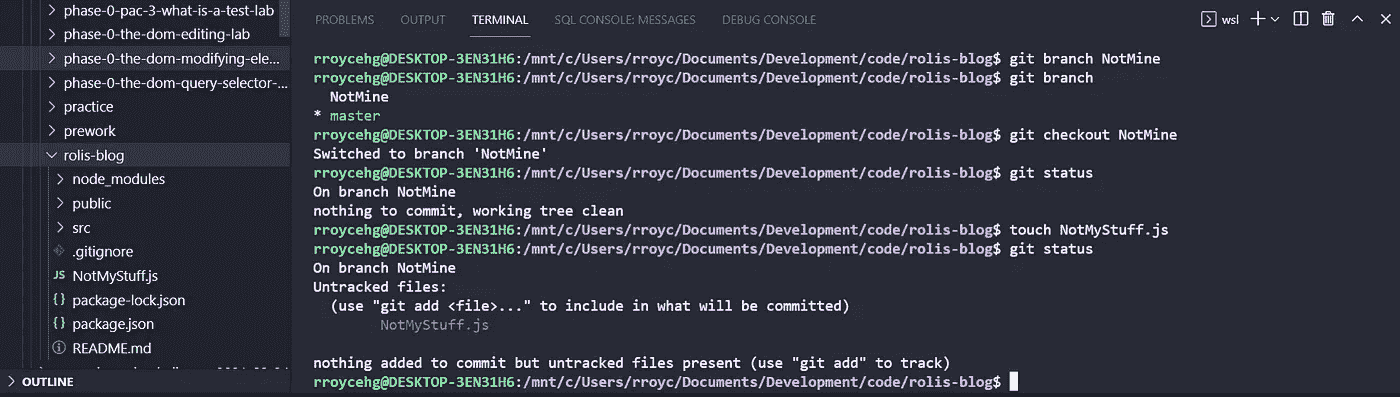 phase-0-pac-3-what-is-a-test-lab
phase-0-the-dom-editing-lab
phase-0-the-dom-modifying-ele...
phase-0-the-dom-query-selector-...
practice
prework
rolis-blog
node_modules
public
src
.gitignore
JS NotMyStuff.js
{} package-lock.json
{} package.json
README.md
OUTLINE
PROBLEMS OUTPUT TERMINAL SQL CONSOLE: MESSAGES DEBUG CONSOLE
wsl
rroycehg@DESKTOP-3EN31H6:/mnt/c/Users/rroyc/Documents/Development/code/rolis-blog$ git branch NotMine
rroycehg@DESKTOP-3EN31H6:/mnt/c/Users/rroyc/Documents/Development/code/rolis-blog$ git branch
NotMine
* master
rroycehg@DESKTOP-3EN31H6:/mnt/c/Users/rroyc/Documents/Development/code/rolis-blog$ git checkout NotMine
Switched to branch 'NotMine'
rroycehg@DESKTOP-3EN31H6:/mnt/c/Users/rroyc/Documents/Development/code/rolis-blog$ git status
On branch NotMine
nothing to commit, working tree clean
rroycehg@DESKTOP-3EN31H6:/mnt/c/Users/rroyc/Documents/Development/code/rolis-blog$ touch NotMyStuff.js
rroycehg@DESKTOP-3EN31H6:/mnt/c/Users/rroyc/Documents/Development/code/rolis-blog$ git status
On branch NotMine
Untracked files:
(use "git add <file>..." to include in what will be committed)
NotMyStuff.js
nothing added to commit but untracked files present (use "git add" to track)
rroycehg@DESKTOP-3EN31H6:/mnt/c/Users/rroyc/Documents/Development/code/rolis-blog$